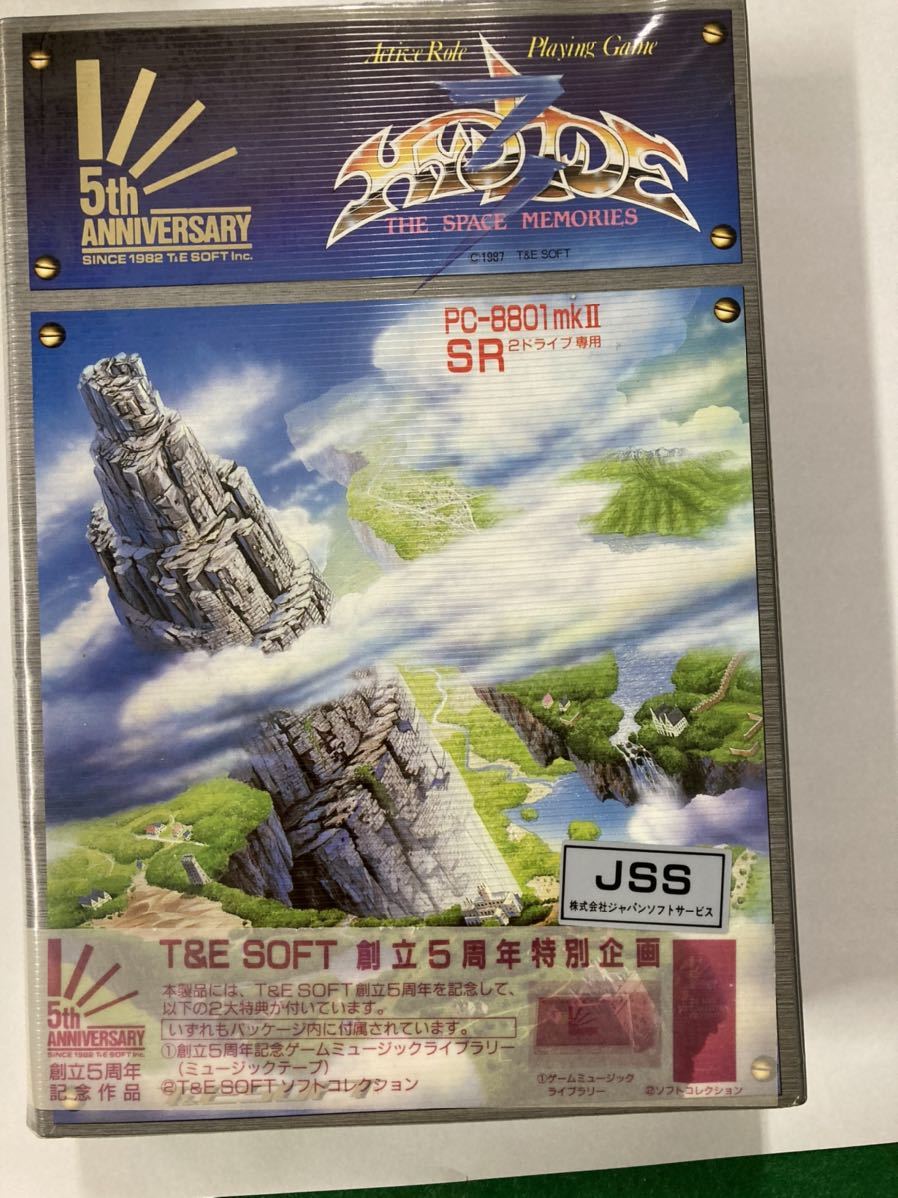 Active Role Playing Game
HYDLIDE 3
THE SPACE MEMORIES
C1987 T&E SOFT
5th
ANNIVERSARY
SINCE 1982 T&E SOFT Inc.
PC-8801mkII
SR 2ドライブ専用
JSS
株式会社ジャパンソフトサービス
5th
ANNIVERSARY
SINCE 1982 T&E SOFT Inc.
創立5周年
記念作品
T&E SOFT 創立5周年特別企画
本製品には、T&E SOFT創立5周年を記念して、
以下の2大特典が付いています。
いずれもパッケージ内に付属されています。
①創立5周年記念ゲームミュージックライブラリー
（ミュージックテープ）
②T&E SOFTソフトコレクション
①ゲームミュージック
ライブラリー
②ソフトコレクション